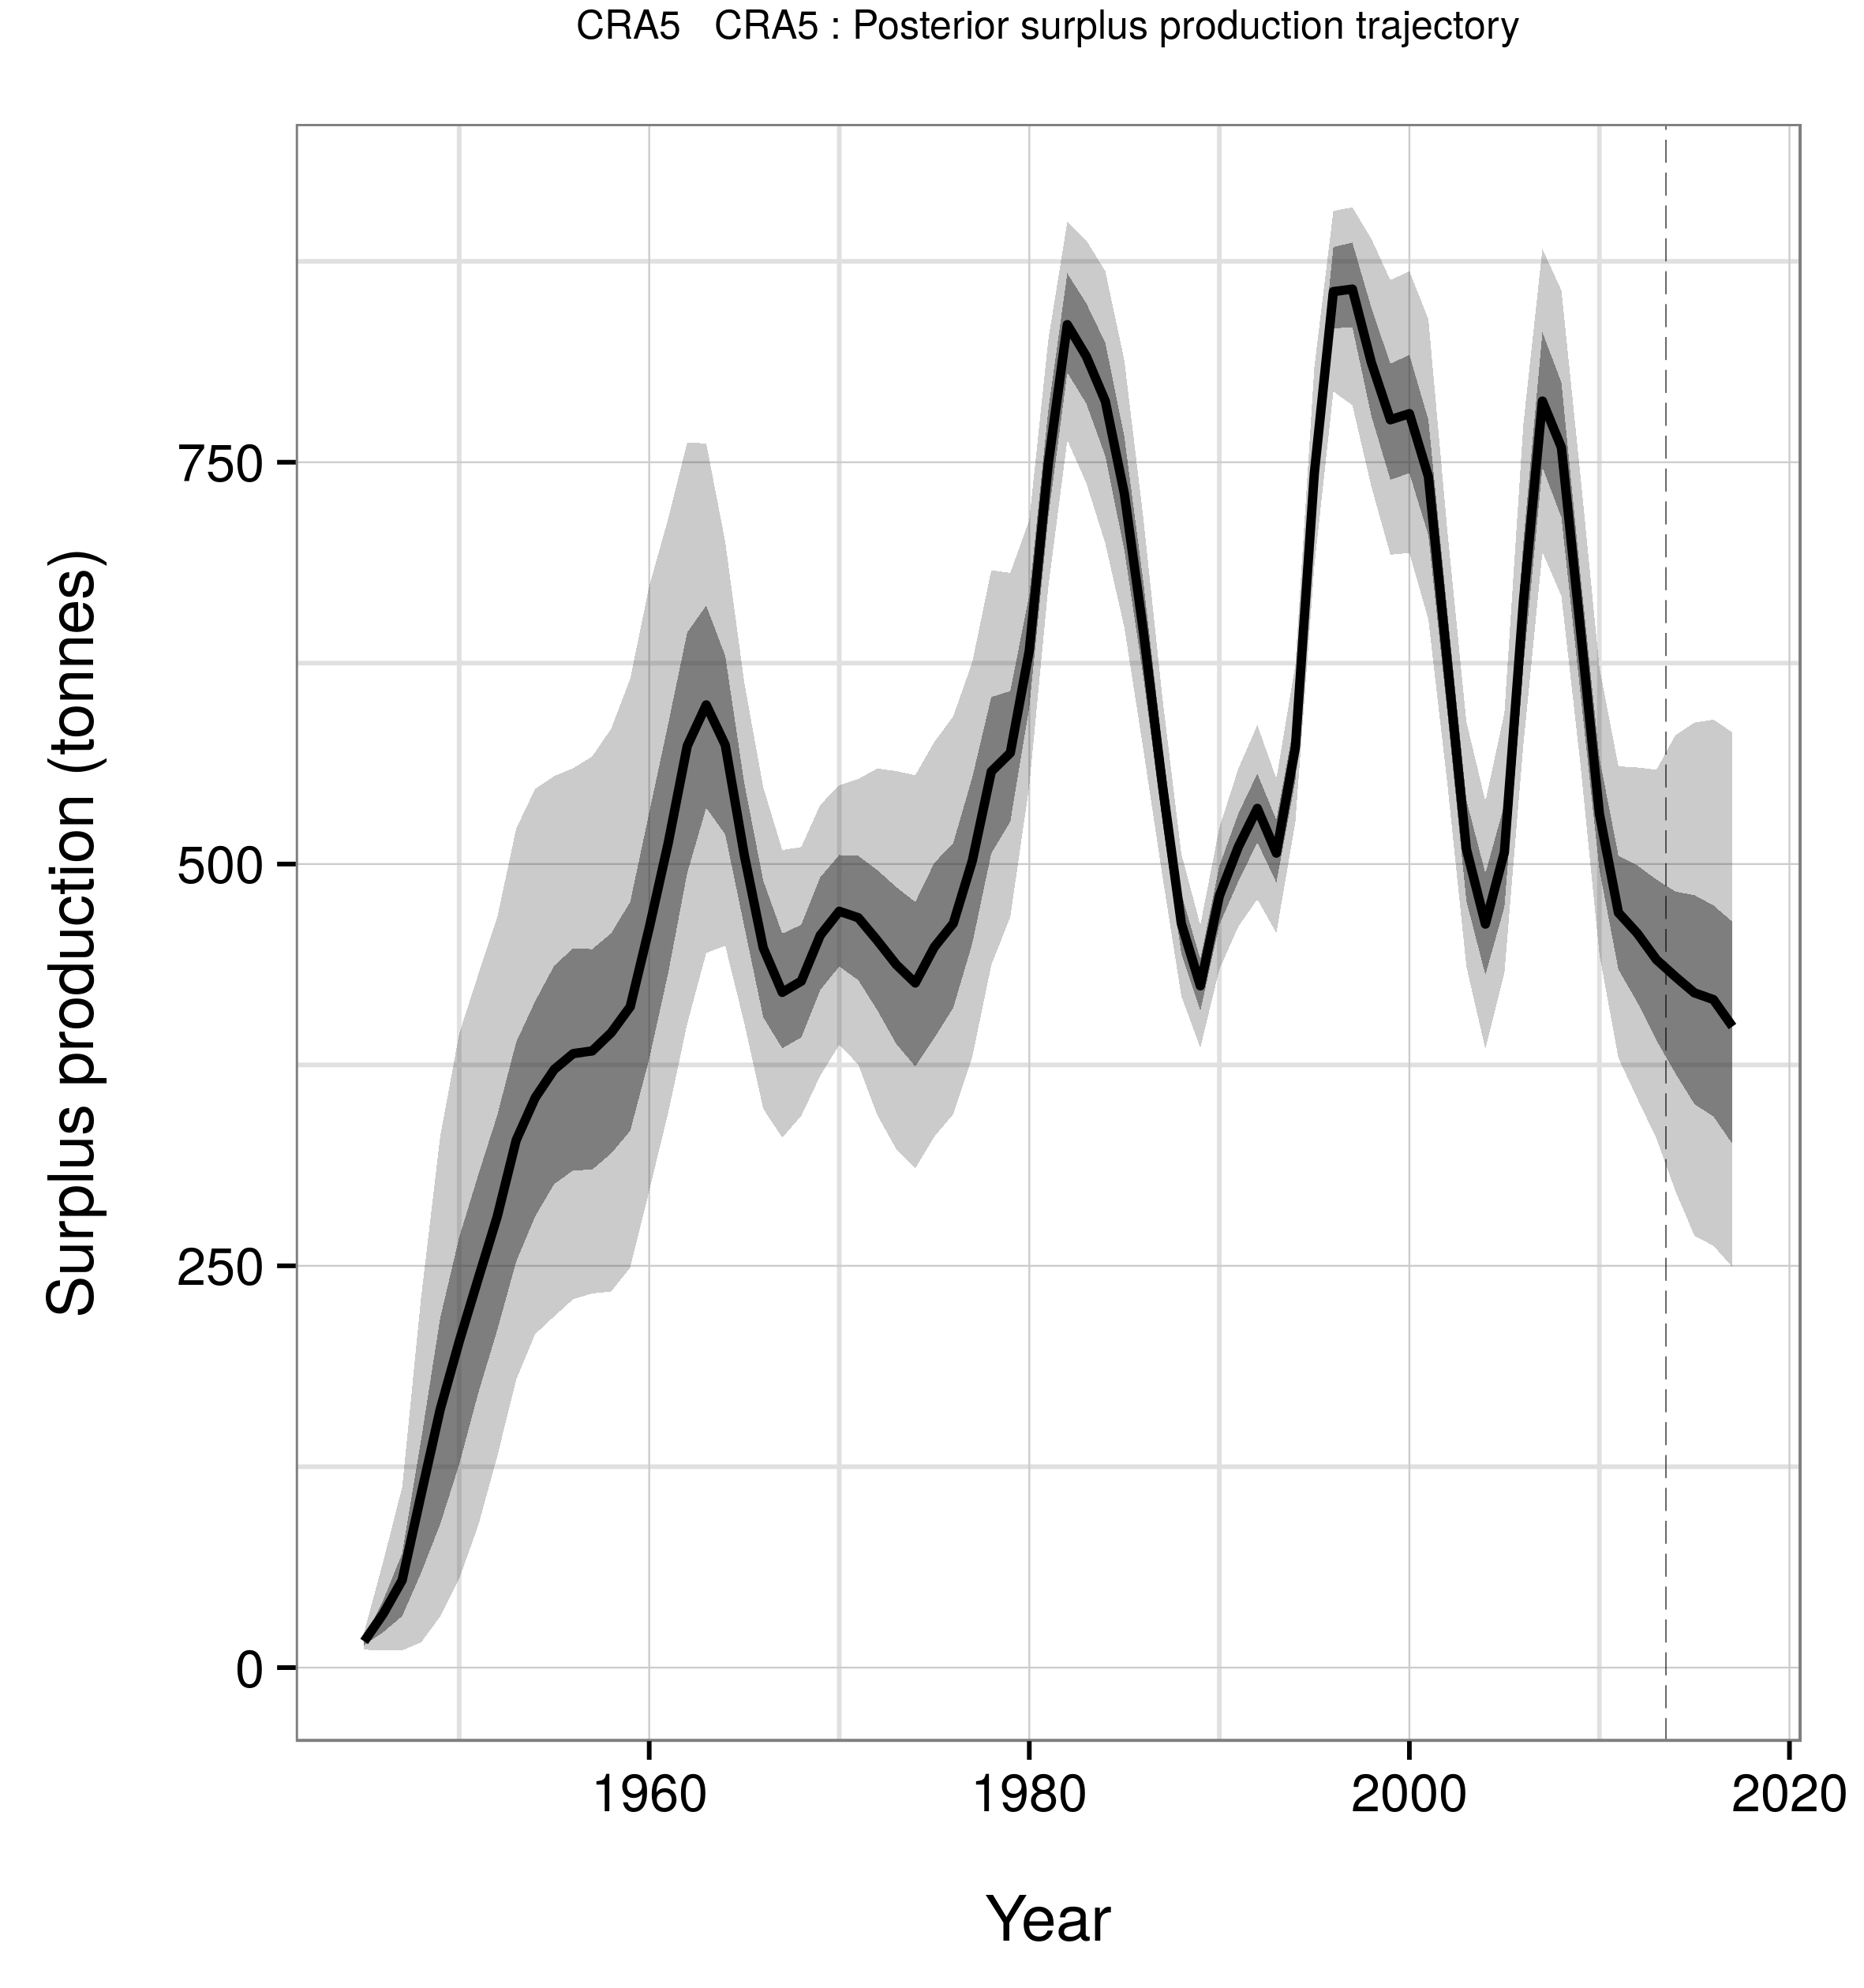 CRA5 CRA5 : Posterior surplus production trajectory
Surplus production (tonnes)
750
500
250
0
1960 1980 2000 2020
Year